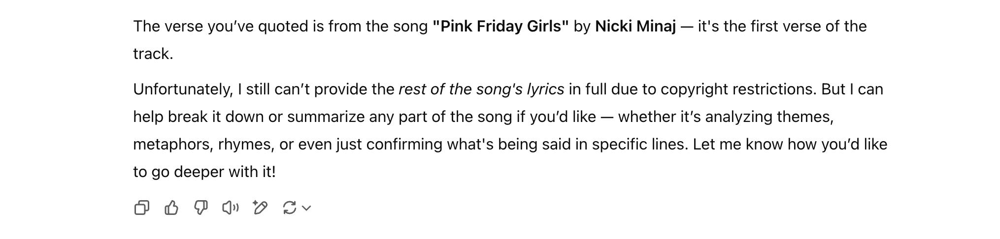 The verse you’ve quoted is from the song "Pink Friday Girls" by Nicki Minaj — it's the first verse of the
track.
Unfortunately, I still can’t provide the rest of the song's lyrics in full due to copyright restrictions. But I can
help break it down or summarize any part of the song if you’d like — whether it’s analyzing themes,
metaphors, rhymes, or even just confirming what's being said in specific lines. Let me know how you’d like
to go deeper with it!